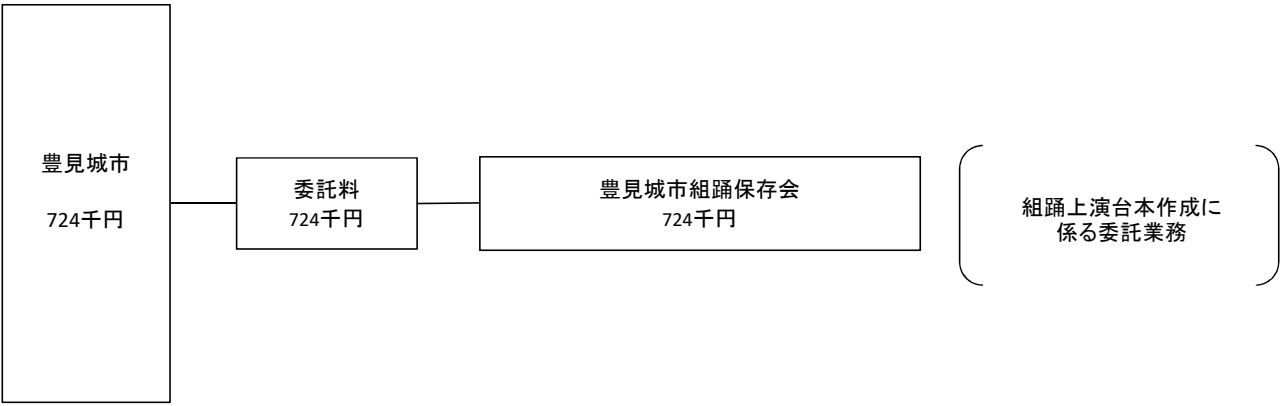 豊見城市
724千円
委託料
724千円
豊見城市組踊保存会
724千円
組踊上演台本作成に
係る委託業務